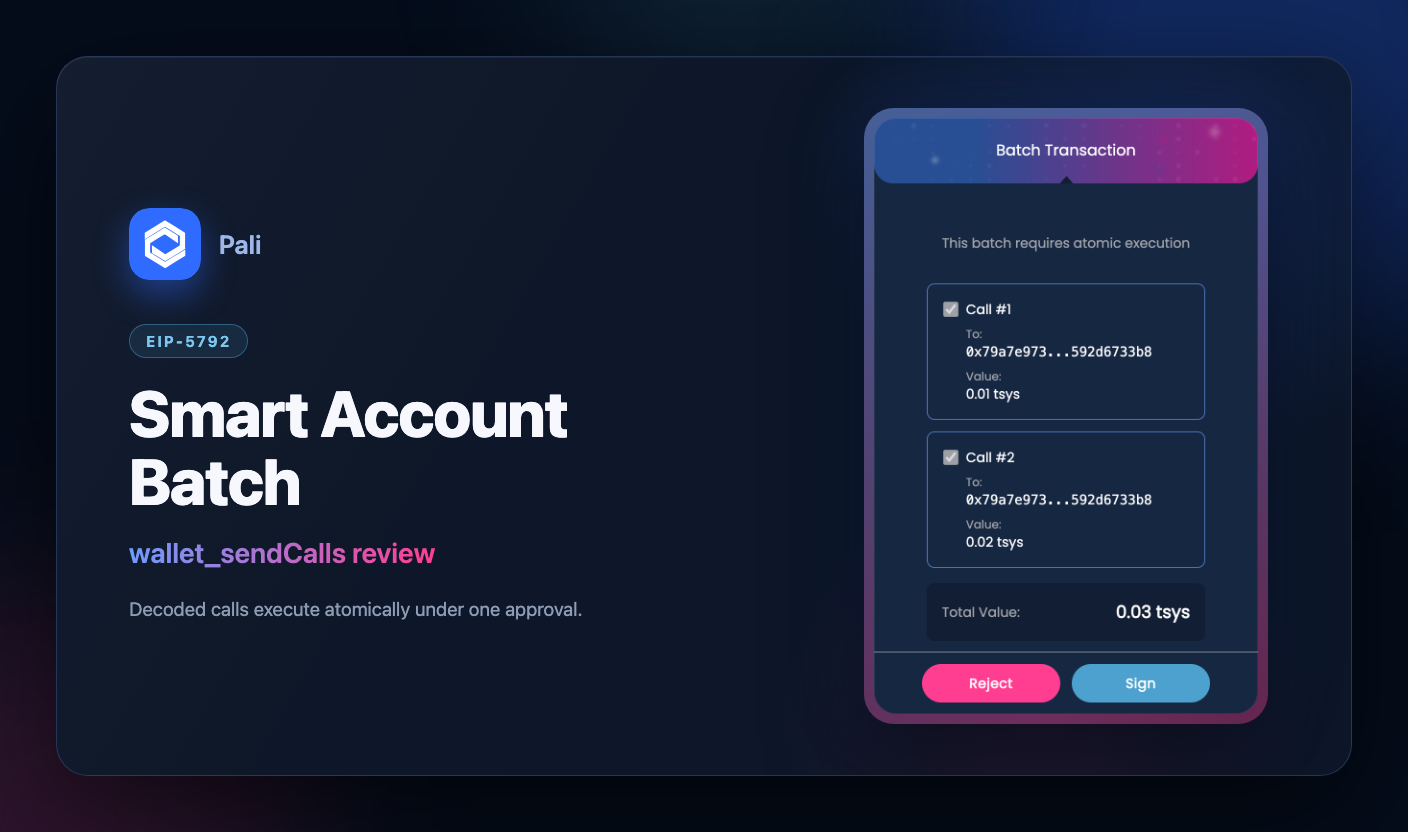 Pali
EIP-5792
Smart Account
Batch
wallet_sendCalls review
Decoded calls execute atomically under one approval.
Batch Transaction
This batch requires atomic execution
Call #1
To:
0x79a7e973...592d6733b8
Value:
0.01 tsys
Call #2
To:
0x79a7e973...592d6733b8
Value:
0.02 tsys
Total Value: 0.03 tsys
Reject Sign